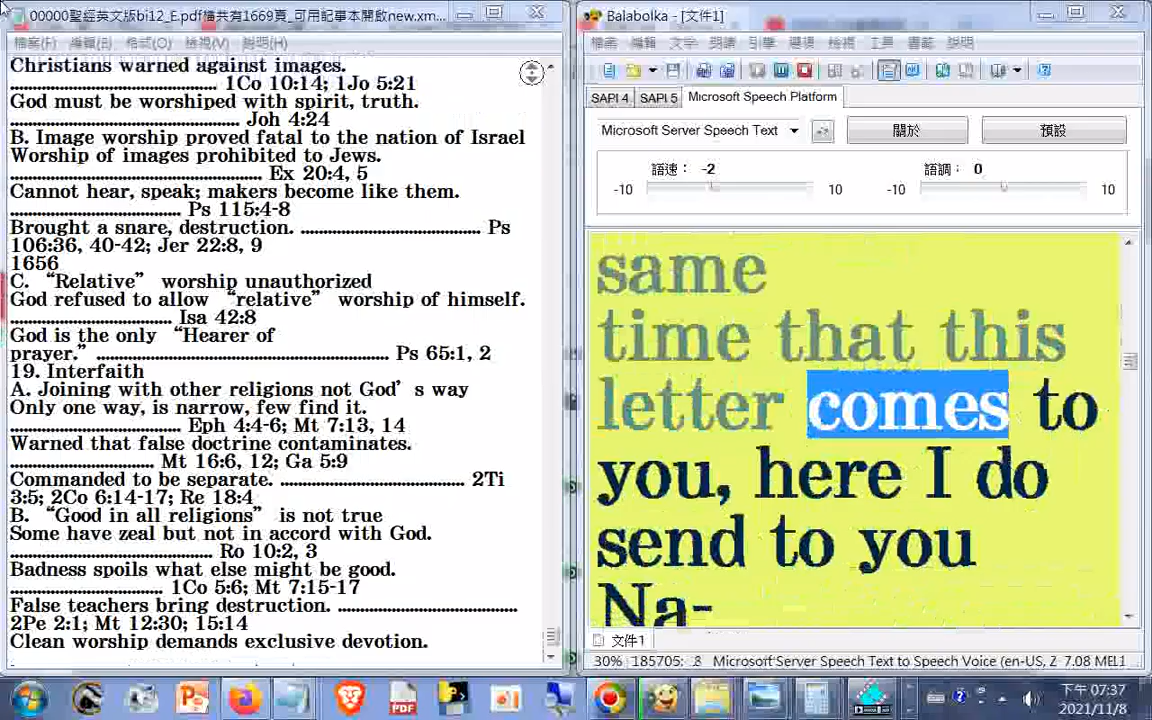 00000聖經英文版bi12_E.pdf檔共有1669頁_可用記事本開啟new.xm...
檔案(F) 編輯(E) 格式(O) 檢視(V) 說明(H)
Christians warned against images.
................................................ 1Co 10:14; 1Jo 5:21
God must be worshiped with spirit, truth.
..................................................... Joh 4:24
B. Image worship proved fatal to the nation of Israel
Worship of images prohibited to Jews.
.......................................................... Ex 20:4, 5
Cannot hear, speak; makers become like them.
....................................... Ps 115:4-8
Brought a snare, destruction. ......................................... Ps
106:36, 40-42; Jer 22:8, 9
1656
C. “Relative” worship unauthorized
God refused to allow “relative” worship of himself.
..................................... Isa 42:8
God is the only “Hearer of
prayer.” ................................................................... Ps 65:1, 2
19. Interfaith
A. Joining with other religions not God’s way
Only one way, is narrow, few find it.
........................................ Eph 4:4-6; Mt 7:13, 14
Warned that false doctrine contaminates.
.................................. Mt 16:6, 12; Ga 5:9
Commanded to be separate. .......................................... 2Ti
3:5; 2Co 6:14-17; Re 18:4
B. “Good in all religions” is not true
Some have zeal but not in accord with God.
.............................................. Ro 10:2, 3
Badness spoils what else might be good.
................................... 1Co 5:6; Mt 7:15-17
False teachers bring destruction. .........................................
2Pe 2:1; Mt 12:30; 15:14
Clean worship demands exclusive devotion.
Balabolka - [文件1]
檔案 編輯 文字 朗讀 引擎 選項 檢視 工具 書籤 說明
SAPI 4 SAPI 5 Microsoft Speech Platform
Microsoft Server Speech Text 關於 預設
語速： -2 語調： 0
-10 10 -10 10
same
time that this
letter comes to
you, here I do
send to you
Na-
文件1
30% 185705: Microsoft Server Speech Text to Speech Voice (en-US, Z 7.08 МЕ
下午 07:37
2021/11/8